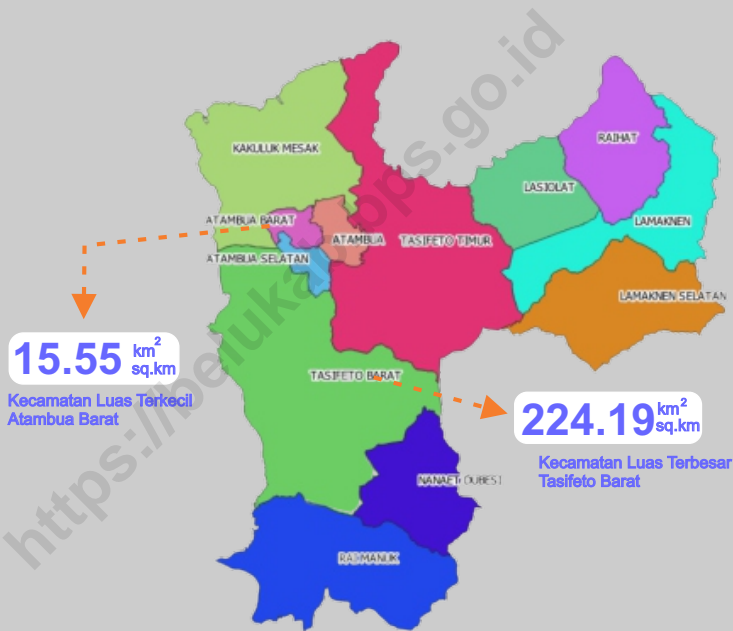 KAKULUK MESAK
RAIHAT
LASIOLAT
ATAMBUA BARAT
LAMAKNEN
ATAMBUA
TASIFETO TIMUR
ATAMBUA SELATAN
LAMAKNEN SELATAN
15.55 km2
sq.km
Kecamatan Luas Terkecil
Atambua Barat
TASIFETO BARAT
224.19 km2
sq.km
Kecamatan Luas Terbesar
Tasifeto Barat
NANAET DUBESI
RAIMANUK
https://belukab.bps.go.id